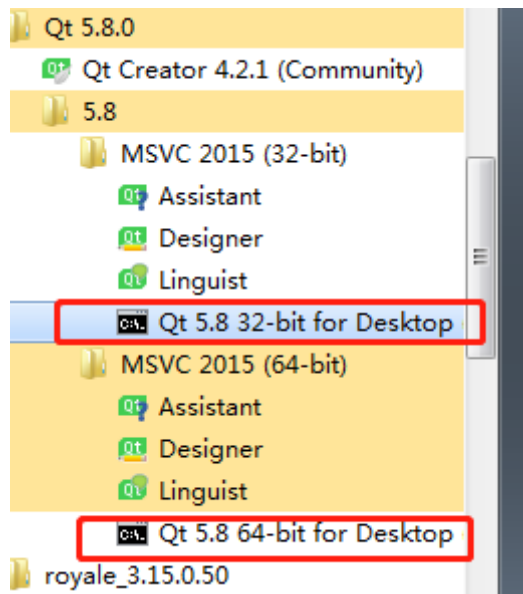 Qt 5.8.0
Qt Creator 4.2.1 (Community)
5.8
MSVC 2015 (32-bit)
Assistant
Designer
Linguist
Qt 5.8 32-bit for Desktop
MSVC 2015 (64-bit)
Assistant
Designer
Linguist
Qt 5.8 64-bit for Desktop
royale_3.15.0.50